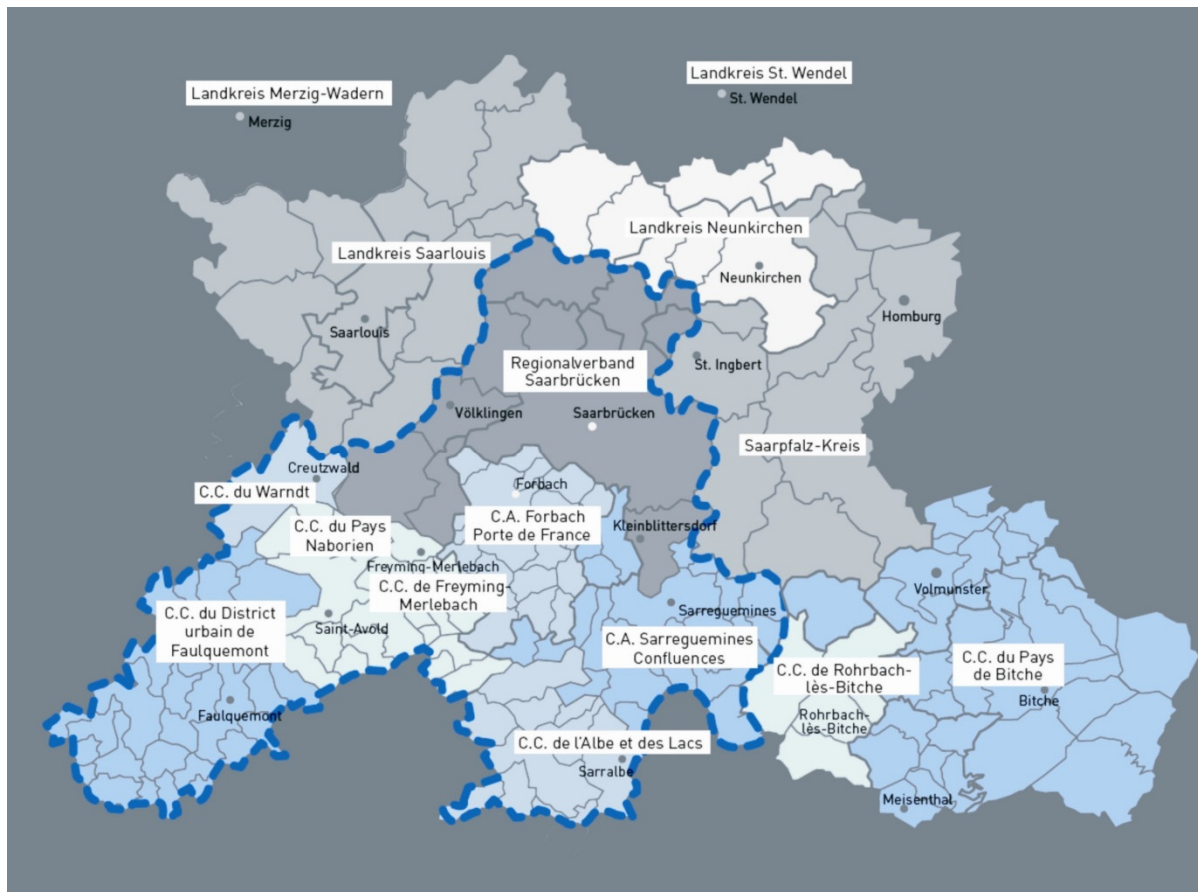 Landkreis St. Wendel
St. Wendel
Landkreis Merzig-Wadern
Merzig
Landkreis Neunkirchen
Neunkirchen
Landkreis Saarlouis
Saarlouis
Homburg
Regionalverband
Saarbrücken
St. Ingbert
Völklingen
Saarbrücken
Saarpfalz-Kreis
Creutzwald
C.C. du Warndt
Forbach
C.A. Forbach
Porte de France
C.C. du Pays
Naborien
Kleinblittersdorf
Freyming-Merlebach
C.C. de Freyming-
Merlebach
Volmunster
C.C. du District
urbain de
Faulquemont
Saint-Avold
Sarreguemines
C.A. Sarreguemines
Confluences
C.C. de Rohrbach-
lès-Bitche
C.C. du Pays
de Bitche
Bitche
Faulquemont
Rohrbach-
lès-Bitche
C.C. de l'Albe et des Lacs
Sarralbe
Meisenthal